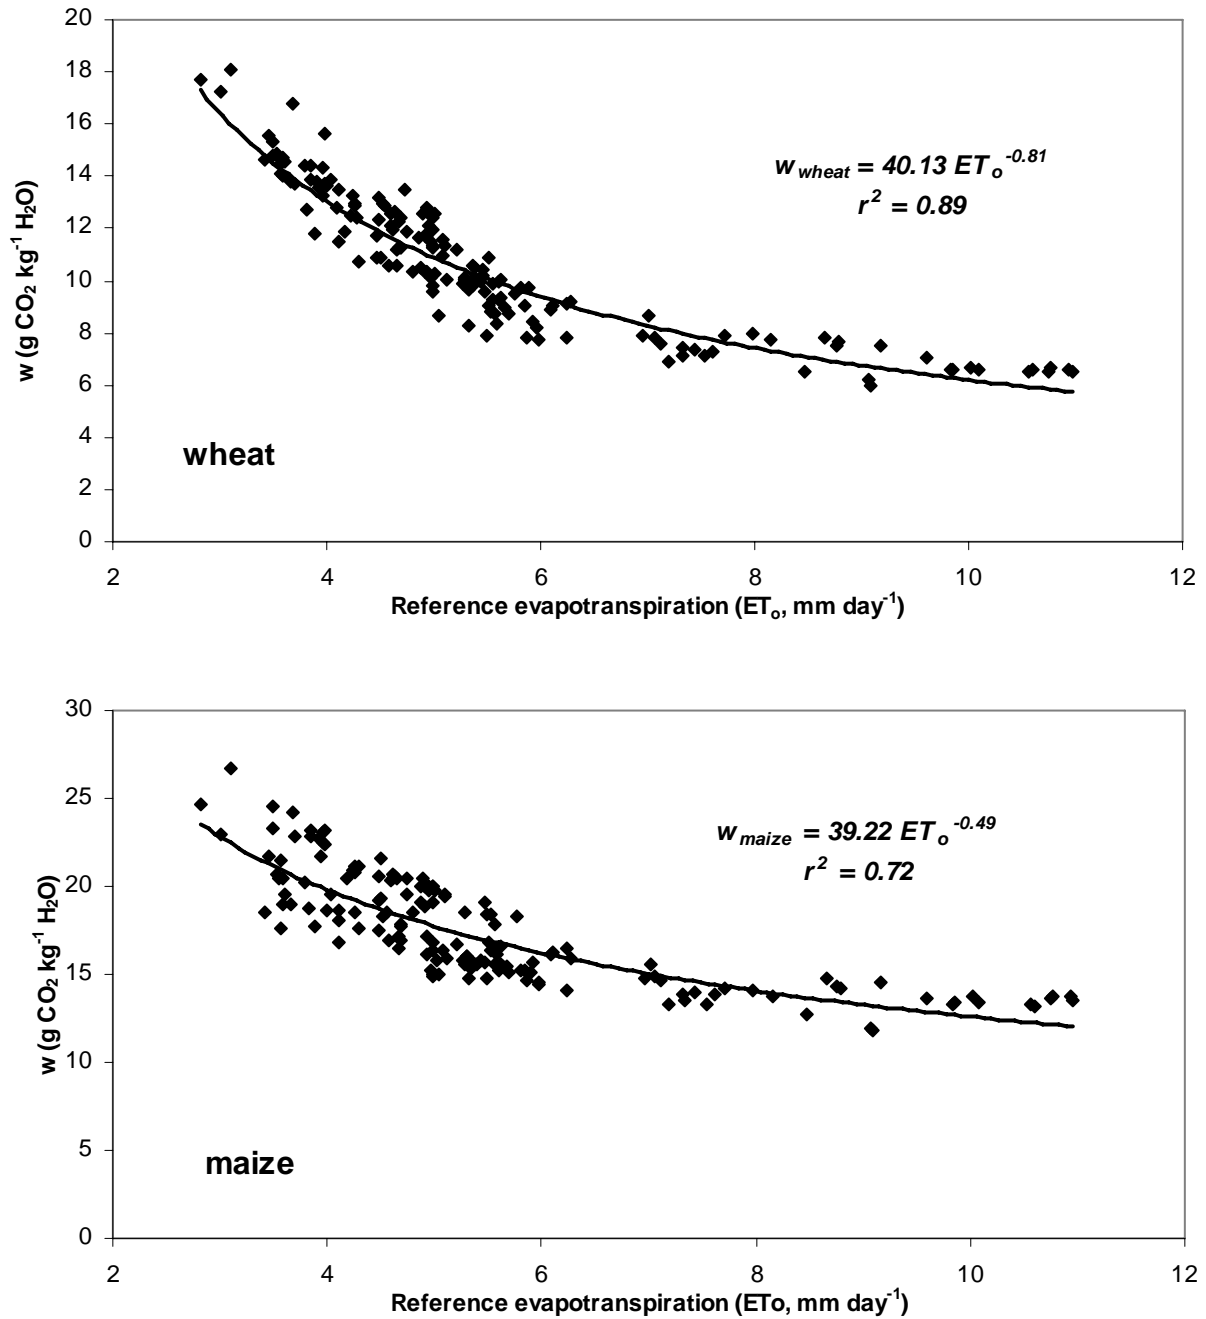 20
18
16
14
12
10
8
6
4
2
0
w (g CO₂ kg⁻¹ H₂O)
w wheat = 40.13 ETo⁻⁰·⁸¹
r² = 0.89
wheat
2 4 6 8 10 12
Reference evapotranspiration (ETₒ, mm day⁻¹)
30
25
20
15
10
5
0
w (g CO₂ kg⁻¹ H₂O)
w maize = 39.22 ETo⁻⁰·⁴⁹
r² = 0.72
maize
2 4 6 8 10 12
Reference evapotranspiration (ETo, mm day⁻¹)